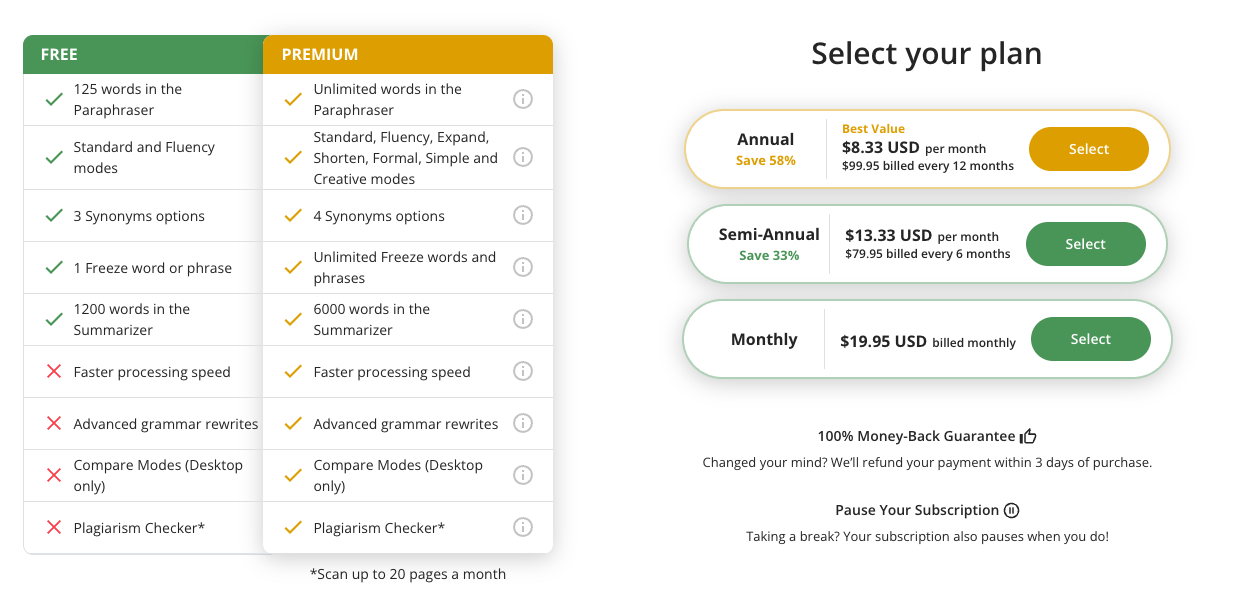 FREE
125 words in the
Paraphraser
Standard and Fluency
modes
3 Synonyms options
1 Freeze word or phrase
1200 words in the
Summarizer
Faster processing speed
Advanced grammar rewrites
Compare Modes (Desktop
only)
Plagiarism Checker*
PREMIUM
Unlimited words in the
Paraphraser
Standard, Fluency, Expand,
Shorten, Formal, Simple and
Creative modes
4 Synonyms options
Unlimited Freeze words and
phrases
6000 words in the
Summarizer
Faster processing speed
Advanced grammar rewrites
Compare Modes (Desktop
only)
Plagiarism Checker*
*Scan up to 20 pages a month
Select your plan
Annual
Save 58%
Best Value
$8.33 USD per month
$99.95 billed every 12 months
Select
Semi-Annual
Save 33%
$13.33 USD per month
$79.95 billed every 6 months
Select
Monthly
$19.95 USD billed monthly
Select
100% Money-Back Guarantee
Changed your mind? We’ll refund your payment within 3 days of purchase.
Pause Your Subscription
Taking a break? Your subscription also pauses when you do!